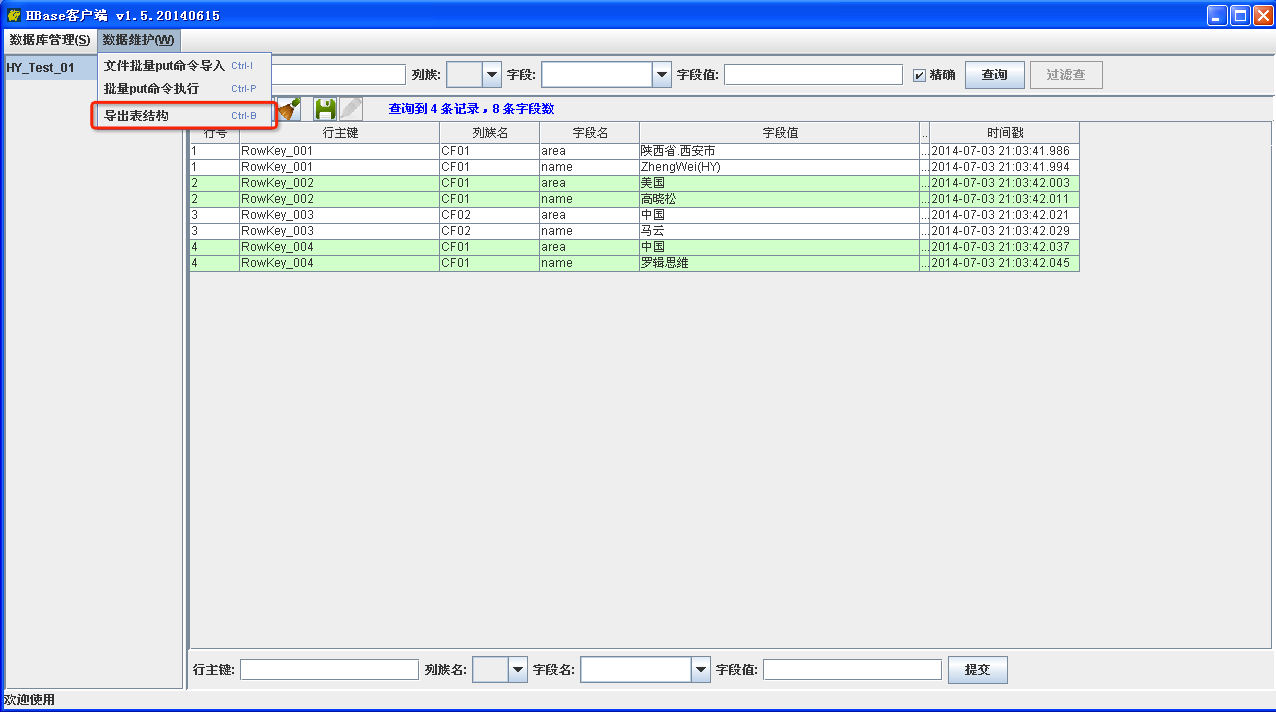 HBase客户端 v1.5.20140615
数据库管理(S) 数据维护(W)
HY_Test_01
文件批量put命令导入 Ctrl-I
批量put命令执行 Ctrl-P
导出表结构 Ctrl-B
列族: 字段: 字段值: 精确 查询 过滤查
查询到 4 条记录，8 条字段数
行号 行主键 列族名 字段名 字段值 .. 时间戳
1 RowKey_001 CF01 area 陕西省.西安市 ... 2014-07-03 21:03:41.986
1 RowKey_001 CF01 name ZhengWei(HY) ... 2014-07-03 21:03:41.994
2 RowKey_002 CF01 area 美国 ... 2014-07-03 21:03:42.003
2 RowKey_002 CF01 name 高晓松 ... 2014-07-03 21:03:42.011
3 RowKey_003 CF02 area 中国 ... 2014-07-03 21:03:42.021
3 RowKey_003 CF02 name 马云 ... 2014-07-03 21:03:42.029
4 RowKey_004 CF01 area 中国 ... 2014-07-03 21:03:42.037
4 RowKey_004 CF01 name 罗辑思维 ... 2014-07-03 21:03:42.045
行主键: 列族名: 字段名: 字段值: 提交
欢迎使用